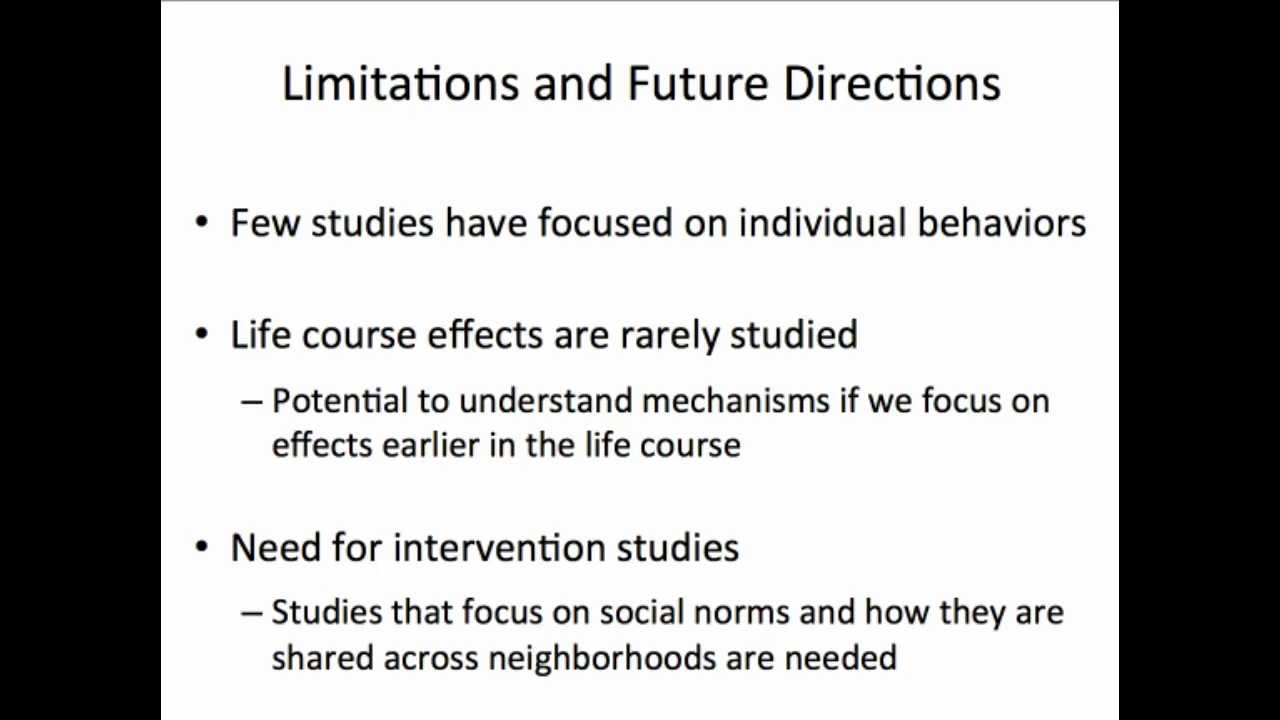 Limitations and Future Directions
• Few studies have focused on individual behaviors
• Life course effects are rarely studied
– Potential to understand mechanisms if we focus on
effects earlier in the life course
• Need for intervention studies
– Studies that focus on social norms and how they are
shared across neighborhoods are needed